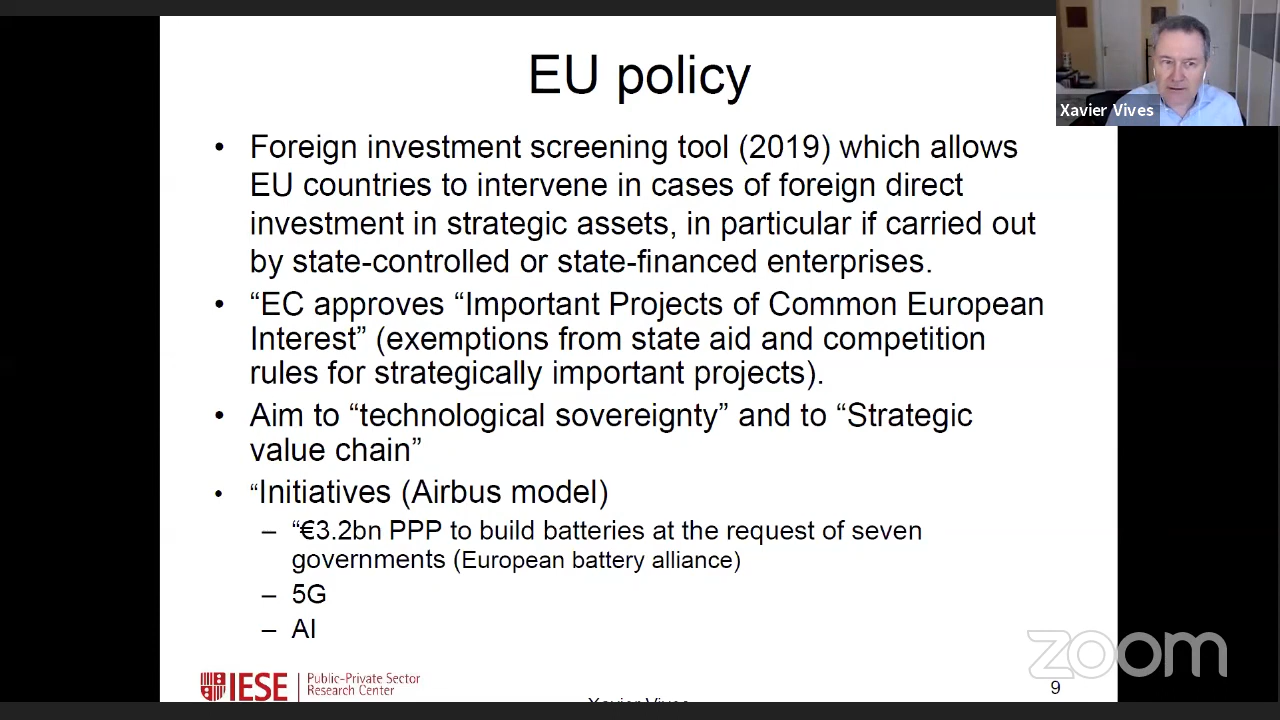 EU policy
Xavier Vives
• Foreign investment screening tool (2019) which allows
EU countries to intervene in cases of foreign direct
investment in strategic assets, in particular if carried out
by state-controlled or state-financed enterprises.
• “EC approves “Important Projects of Common European
Interest” (exemptions from state aid and competition
rules for strategically important projects).
• Aim to “technological sovereignty” and to “Strategic
value chain”
• “Initiatives (Airbus model)
– “€3.2bn PPP to build batteries at the request of seven
governments (European battery alliance)
– 5G
– AI
zoom
IESE
Public-Private Sector
Research Center
9
Xavier Vives